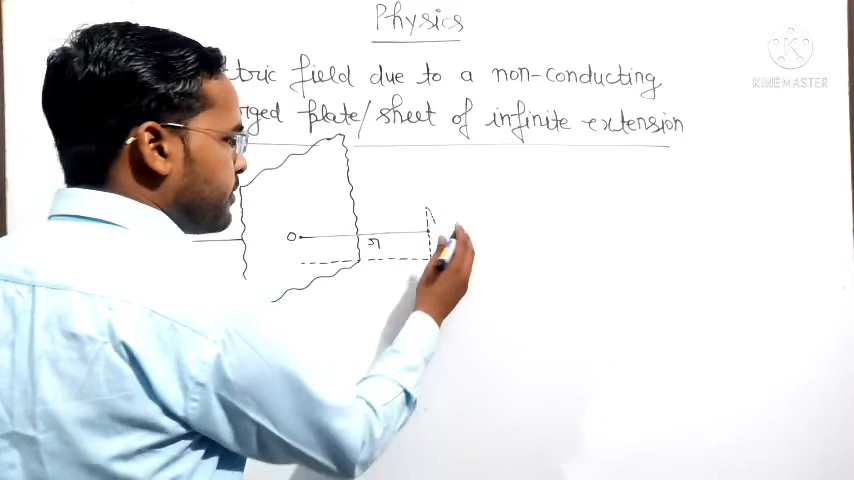 Physics
tric field due to a non-conducting
rged plate/sheet of infinite extension
O
r
K
KINEMASTER